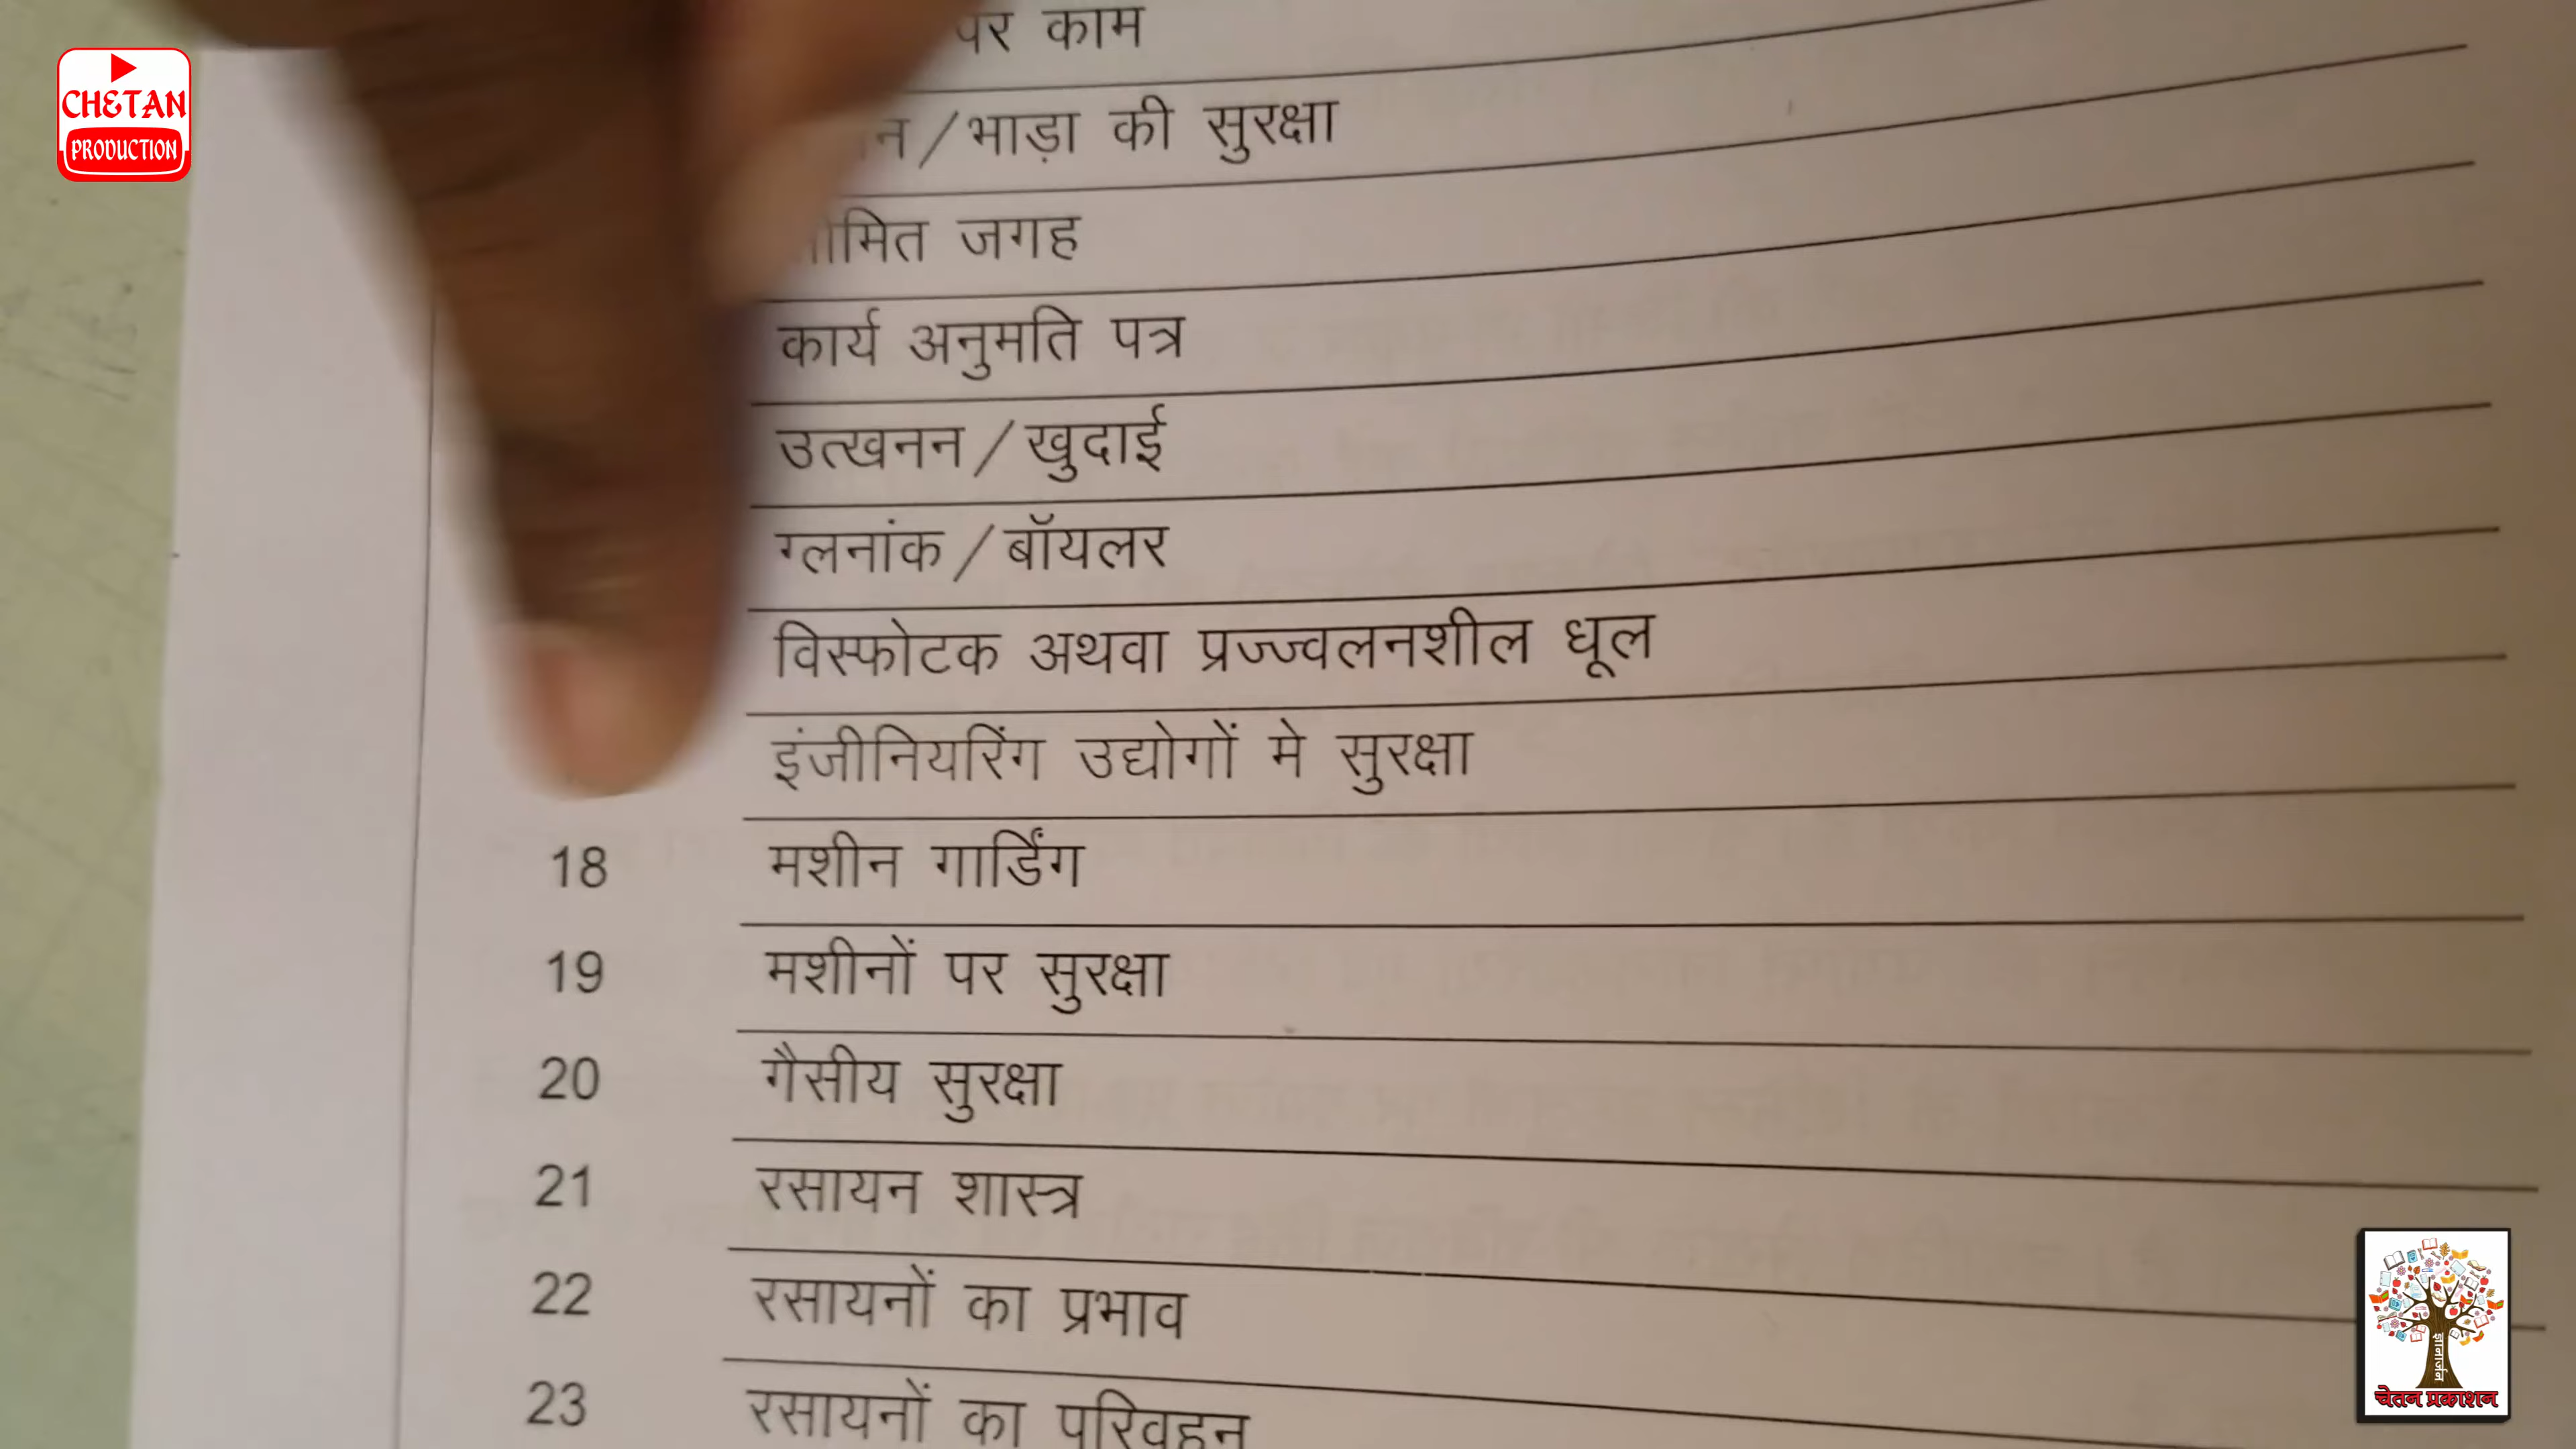 CHETAN
PRODUCTION
पर काम
/भाड़ा की सुरक्षा
जगह
कार्य अनुमति पत्र
उत्खनन/खुदाई
ग्लनांक/बॉयलर
विस्फोटक अथवा प्रज्ज्वलनशील धूल
इंजीनियरिंग उद्योगों मे सुरक्षा
18 मशीन गार्डिंग
19 मशीनों पर सुरक्षा
20 गैसीय सुरक्षा
21 रसायन शास्त्र
22 रसायनों का प्रभाव
23 रसायनों का परिवहन
ज्ञानार्जन
चेतन प्रकाशन